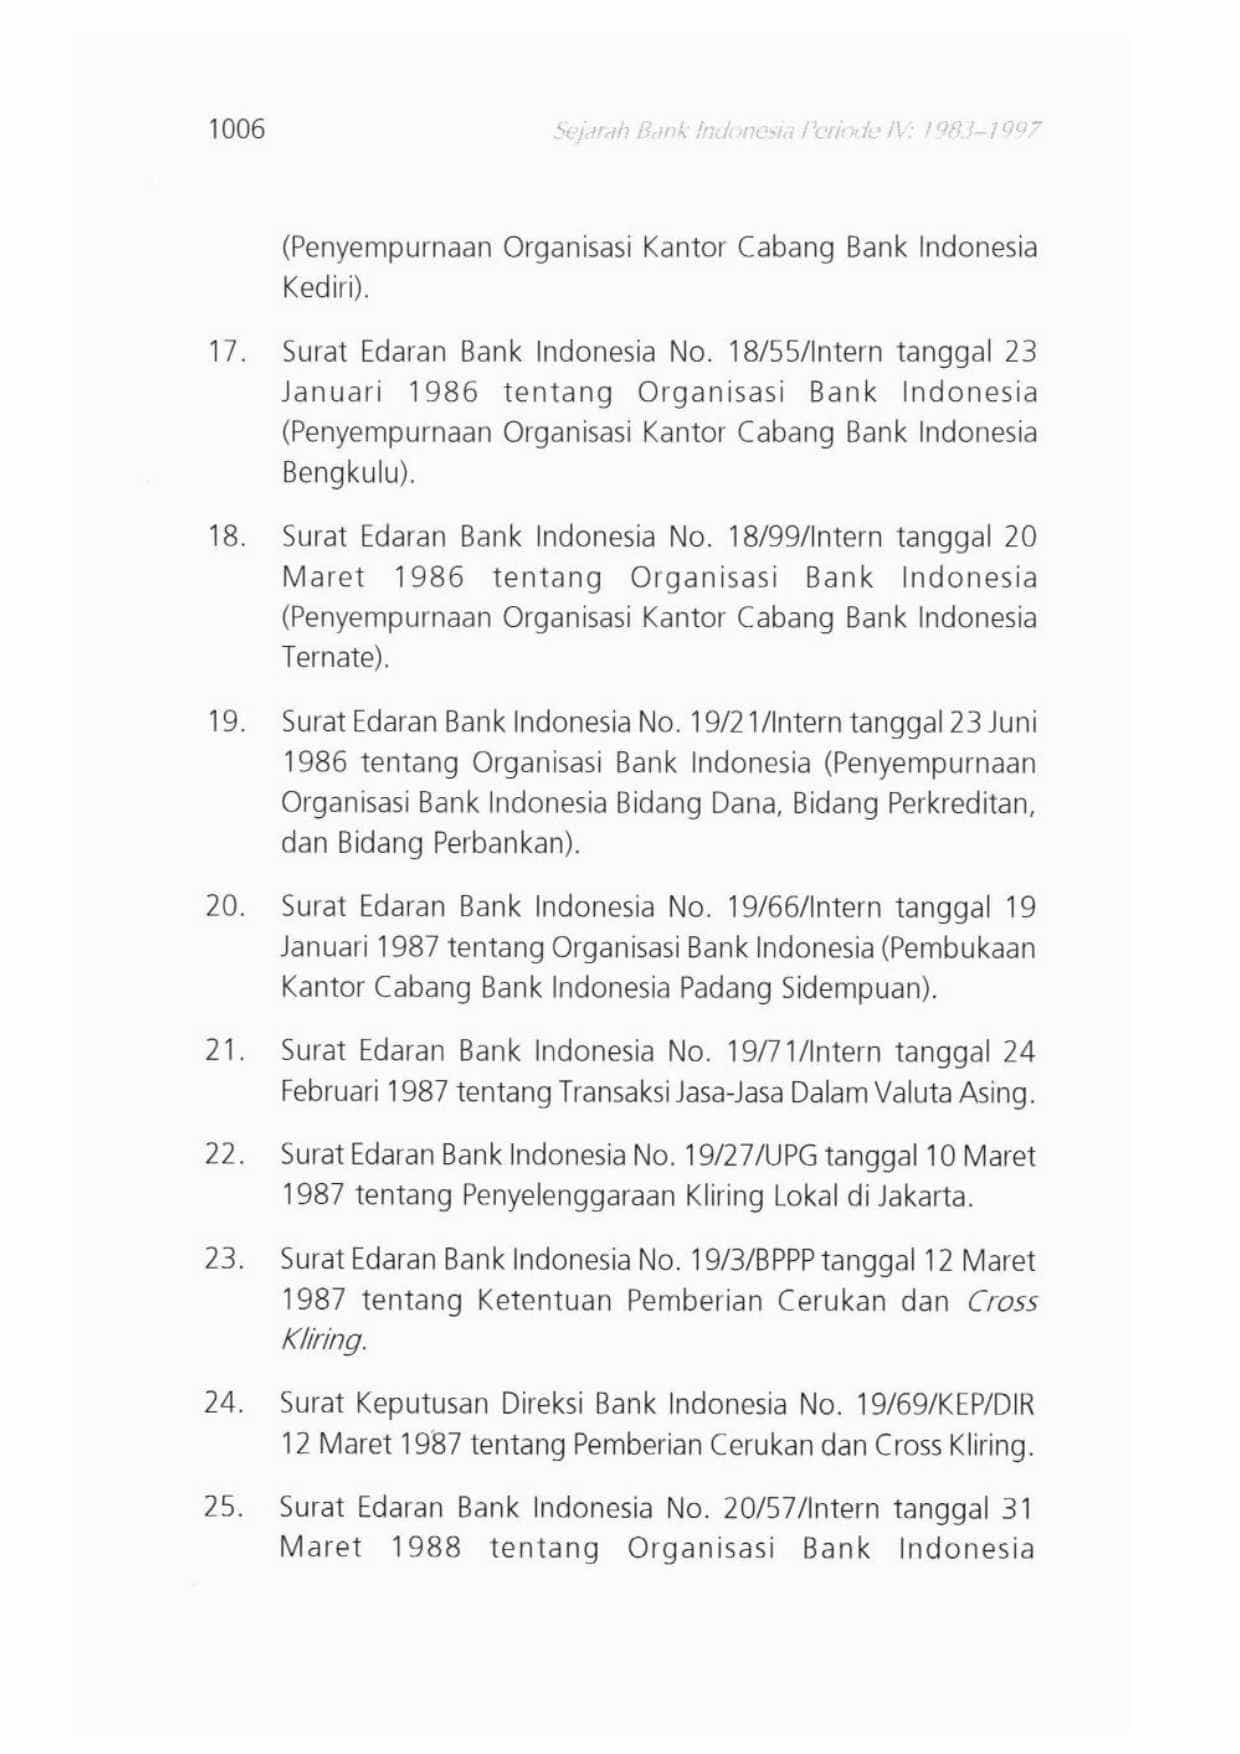 1006 Sejarah Bank Indonesia Periode IV: 1983–1997
(Penyempurnaan Organisasi Kantor Cabang Bank Indonesia
Kediri).
17. Surat Edaran Bank Indonesia No. 18/55/Intern tanggal 23
Januari 1986 tentang Organisasi Bank Indonesia
(Penyempurnaan Organisasi Kantor Cabang Bank Indonesia
Bengkulu).
18. Surat Edaran Bank Indonesia No. 18/99/Intern tanggal 20
Maret 1986 tentang Organisasi Bank Indonesia
(Penyempurnaan Organisasi Kantor Cabang Bank Indonesia
Ternate).
19. Surat Edaran Bank Indonesia No. 19/21/Intern tanggal 23 Juni
1986 tentang Organisasi Bank Indonesia (Penyempurnaan
Organisasi Bank Indonesia Bidang Dana, Bidang Perkreditan,
dan Bidang Perbankan).
20. Surat Edaran Bank Indonesia No. 19/66/Intern tanggal 19
Januari 1987 tentang Organisasi Bank Indonesia (Pembukaan
Kantor Cabang Bank Indonesia Padang Sidempuan).
21. Surat Edaran Bank Indonesia No. 19/71/Intern tanggal 24
Februari 1987 tentang Transaksi Jasa-Jasa Dalam Valuta Asing.
22. Surat Edaran Bank Indonesia No. 19/27/UPG tanggal 10 Maret
1987 tentang Penyelenggaraan Kliring Lokal di Jakarta.
23. Surat Edaran Bank Indonesia No. 19/3/BPPP tanggal 12 Maret
1987 tentang Ketentuan Pemberian Cerukan dan Cross
Kliring.
24. Surat Keputusan Direksi Bank Indonesia No. 19/69/KEP/DIR
12 Maret 1987 tentang Pemberian Cerukan dan Cross Kliring.
25. Surat Edaran Bank Indonesia No. 20/57/Intern tanggal 31
Maret 1988 tentang Organisasi Bank Indonesia